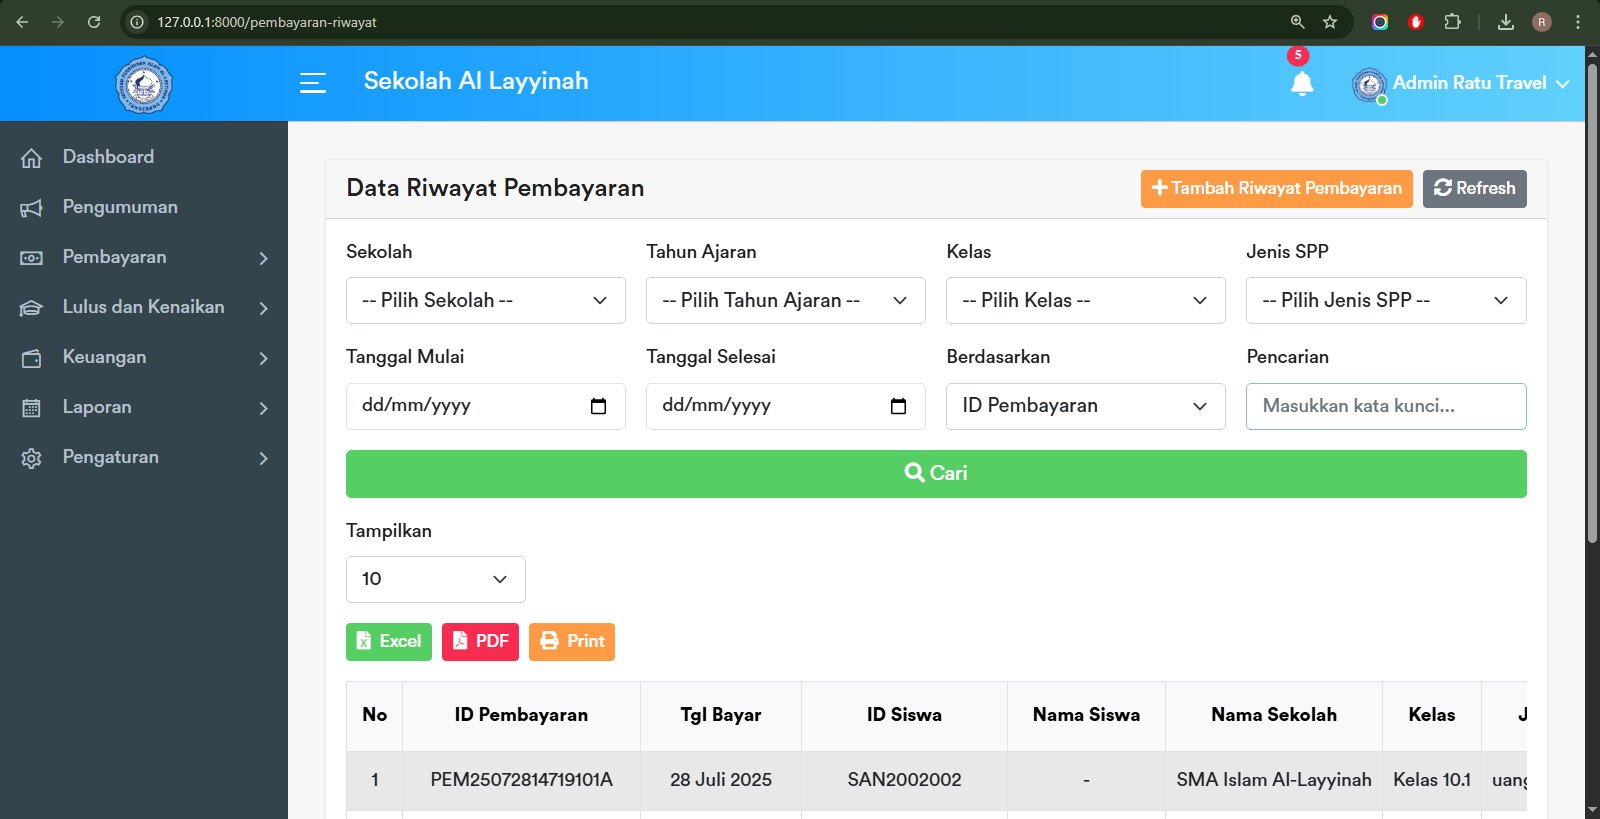 127.0.0.1:8000/pembayaran-riwayat
R
Sekolah Al Layyinah
5
Admin Ratu Travel
Dashboard
Pengumuman
Pembayaran
Lulus dan Kenaikan
Keuangan
Laporan
Pengaturan
Data Riwayat Pembayaran
Tambah Riwayat Pembayaran
Refresh
Sekolah
Tahun Ajaran
Kelas
Jenis SPP
-- Pilih Sekolah --
-- Pilih Tahun Ajaran --
-- Pilih Kelas --
-- Pilih Jenis SPP --
Tanggal Mulai
Tanggal Selesai
Berdasarkan
Pencarian
dd/mm/yyyy
dd/mm/yyyy
ID Pembayaran
Masukkan kata kunci...
Cari
Tampilkan
10
Excel
PDF
Print
No
ID Pembayaran
Tgl Bayar
ID Siswa
Nama Siswa
Nama Sekolah
Kelas
J
1
PEM25072814719101A
28 Juli 2025
SAN2002002
-
SMA Islam Al-Layyinah
Kelas 10.1
uang